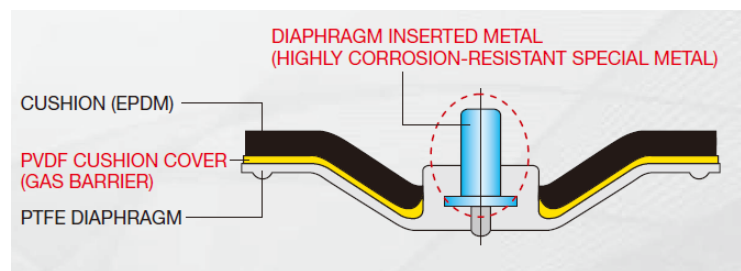 DIAPHRAGM INSERTED METAL
(HIGHLY CORROSION-RESISTANT SPECIAL METAL)
CUSHION (EPDM)
PVDF CUSHION COVER
(GAS BARRIER)
PTFE DIAPHRAGM